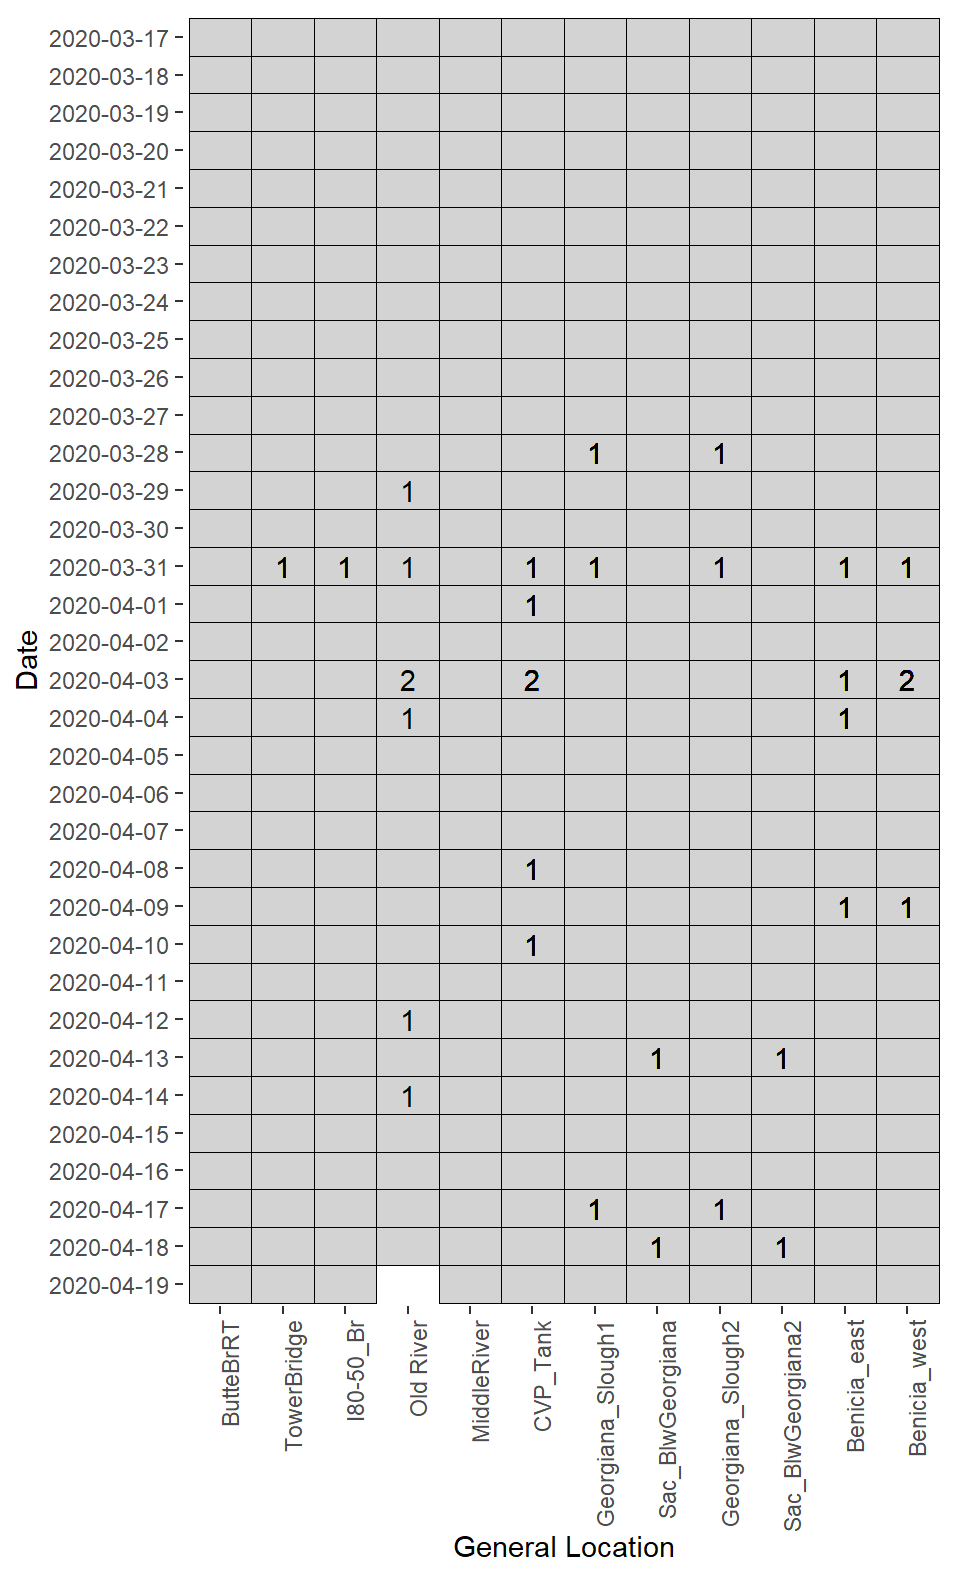 2020-03-17
2020-03-18
2020-03-19
2020-03-20
2020-03-21
2020-03-22
2020-03-23
2020-03-24
2020-03-25
2020-03-26
2020-03-27
2020-03-28 1 1
2020-03-29 1
2020-03-30
2020-03-31 1 1 1 1 1 1 1 1
2020-04-01 1
2020-04-02
2020-04-03 2 2 1 2
2020-04-04 1 1
2020-04-05
2020-04-06
2020-04-07
2020-04-08 1
2020-04-09 1 1
2020-04-10 1
2020-04-11
2020-04-12 1
2020-04-13 1 1
2020-04-14 1
2020-04-15
2020-04-16
2020-04-17 1 1
2020-04-18 1 1
2020-04-19
Date
ButteBrRT
TowerBridge
I80-50_Br
Old River
MiddleRiver
CVP_Tank
Georgiana_Slough1
Sac_BlwGeorgiana
Georgiana_Slough2
Sac_BlwGeorgiana2
Benicia_east
Benicia_west
General Location